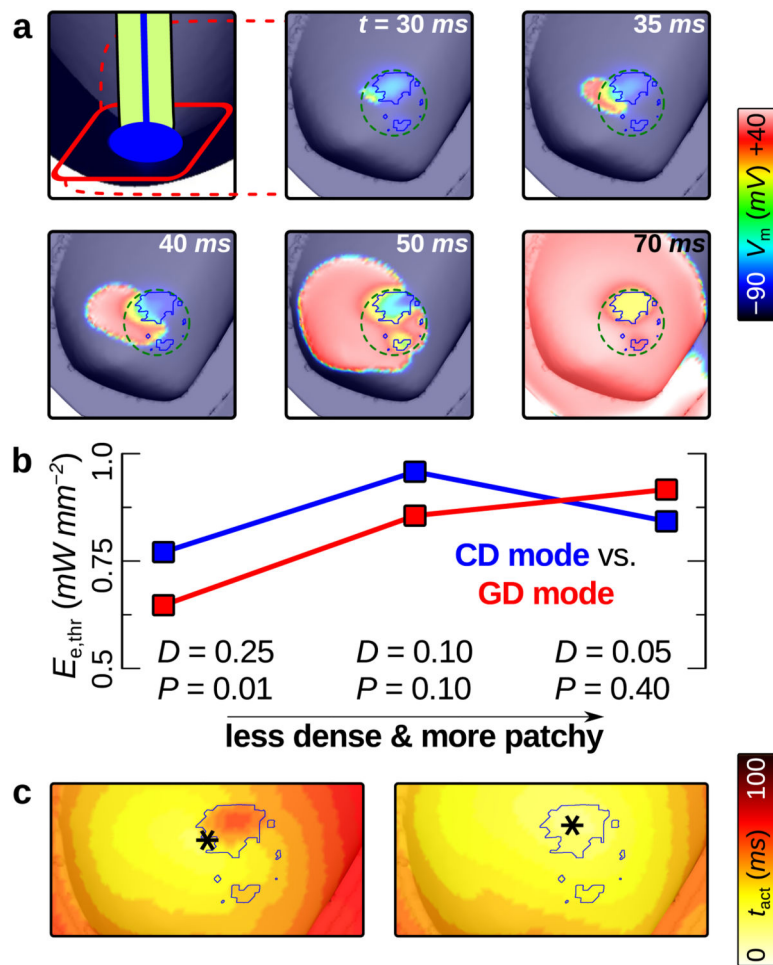 a
t = 30 ms
35 ms
40 ms
50 ms
70 ms
−90 Vm (mV) +40
b
1.0
0.75
0.5
Ee,thr (mW mm−2)
CD mode vs.
GD mode
D = 0.25
P = 0.01
D = 0.10
P = 0.10
D = 0.05
P = 0.40
less dense & more patchy
c
*
*
0 tact (ms) 100